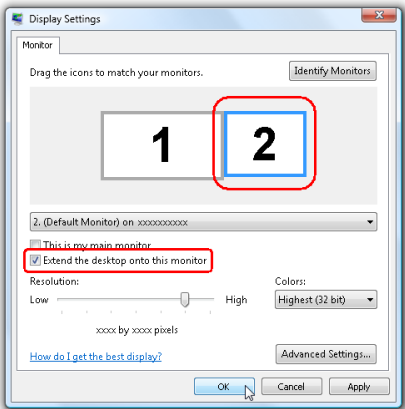 Display Settings
Monitor
Drag the icons to match your monitors.
Identify Monitors
1
2
2. (Default Monitor) on xxxxxxxxxx
This is my main monitor
Extend the desktop onto this monitor
Resolution:
Colors:
Low
High
Highest (32 bit)
xxxx by xxxx pixels
How do I get the best display?
Advanced Settings...
OK
Cancel
Apply